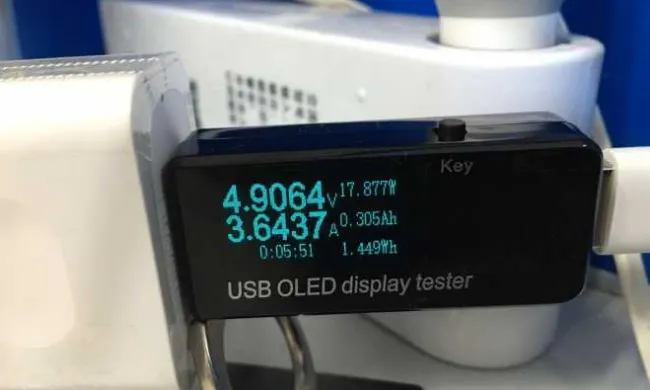 Key
4.9064V 17.877W
3.6437A 0.305Ah
0:05:51 1.449Wh
USB OLED display tester